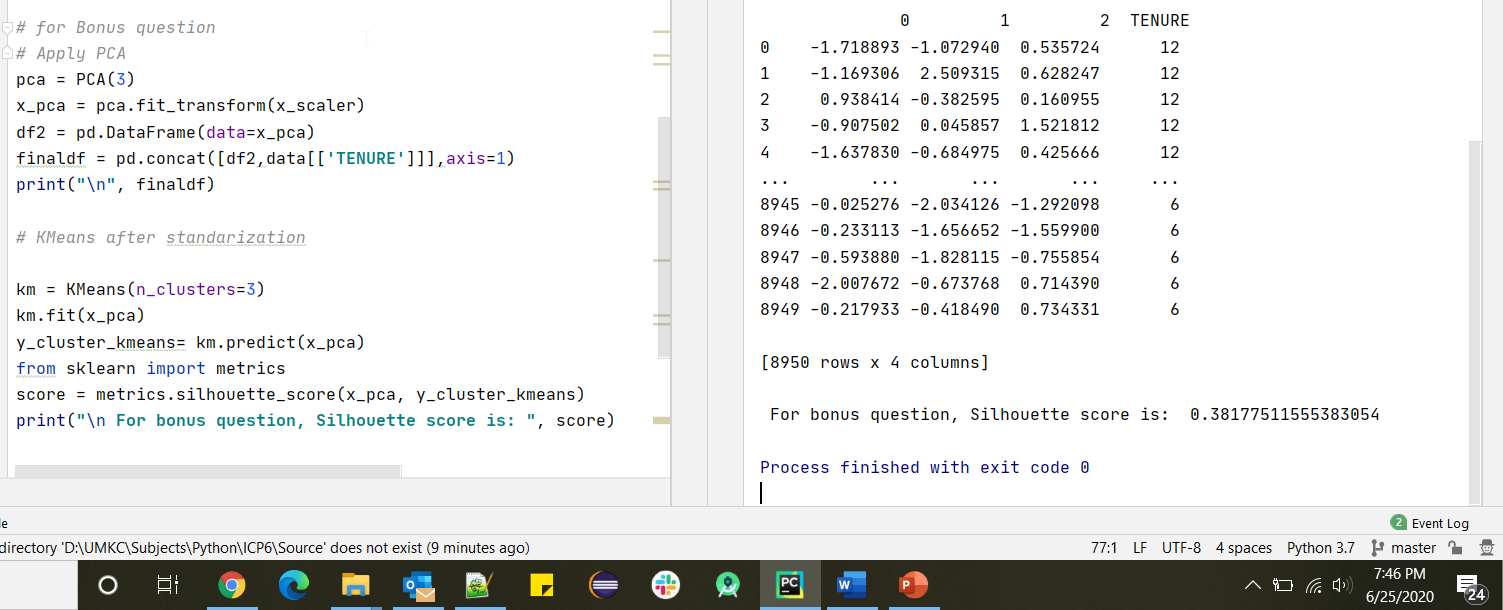 # for Bonus question
# Apply PCA
pca = PCA(3)
x_pca = pca.fit_transform(x_scaler)
df2 = pd.DataFrame(data=x_pca)
finaldf = pd.concat([df2,data[['TENURE']]],axis=1)
print("\n", finaldf)
# KMeans after standarization
km = KMeans(n_clusters=3)
km.fit(x_pca)
y_cluster_kmeans= km.predict(x_pca)
from sklearn import metrics
score = metrics.silhouette_score(x_pca, y_cluster_kmeans)
print("\n For bonus question, Silhouette score is: ", score)
0 1 2 TENURE
0 -1.718893 -1.072940 0.535724 12
1 -1.169306 2.509315 0.628247 12
2 0.938414 -0.382595 0.160955 12
3 -0.907502 0.045857 1.521812 12
4 -1.637830 -0.684975 0.425666 12
... ... ... ... ...
8945 -0.025276 -2.034126 -1.292098 6
8946 -0.233113 -1.656652 -1.559900 6
8947 -0.593880 -1.828115 -0.755854 6
8948 -2.007672 -0.673768 0.714390 6
8949 -0.217933 -0.418490 0.734331 6
[8950 rows x 4 columns]
For bonus question, Silhouette score is: 0.38177511555383054
Process finished with exit code 0
le
2 Event Log
directory 'D:\UMKC\Subjects\Python\ICP6\Source' does not exist (9 minutes ago)
77:1 LF UTF-8 4 spaces Python 3.7 master
PC
W
P
7:46 PM
6/25/2020
24